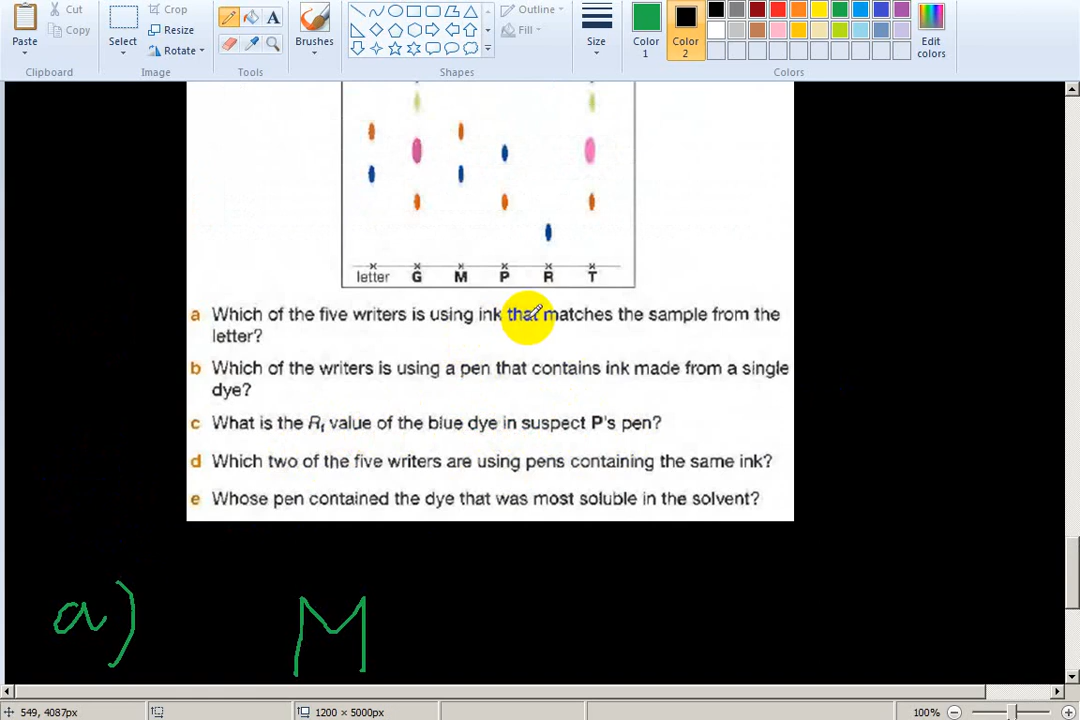 Cut
Crop
Outline
Copy
Resize
Fill
Paste
Select
Rotate
Brushes
Size
Color
1
Color
2
Edit
colors
Clipboard
Image
Tools
Shapes
Colors
letter G M P R T
a Which of the five writers is using ink that matches the sample from the
letter?
b Which of the writers is using a pen that contains ink made from a single
dye?
c What is the Rf value of the blue dye in suspect P's pen?
d Which two of the five writers are using pens containing the same ink?
e Whose pen contained the dye that was most soluble in the solvent?
a) M
549, 4087px
1200 × 5000px
100%